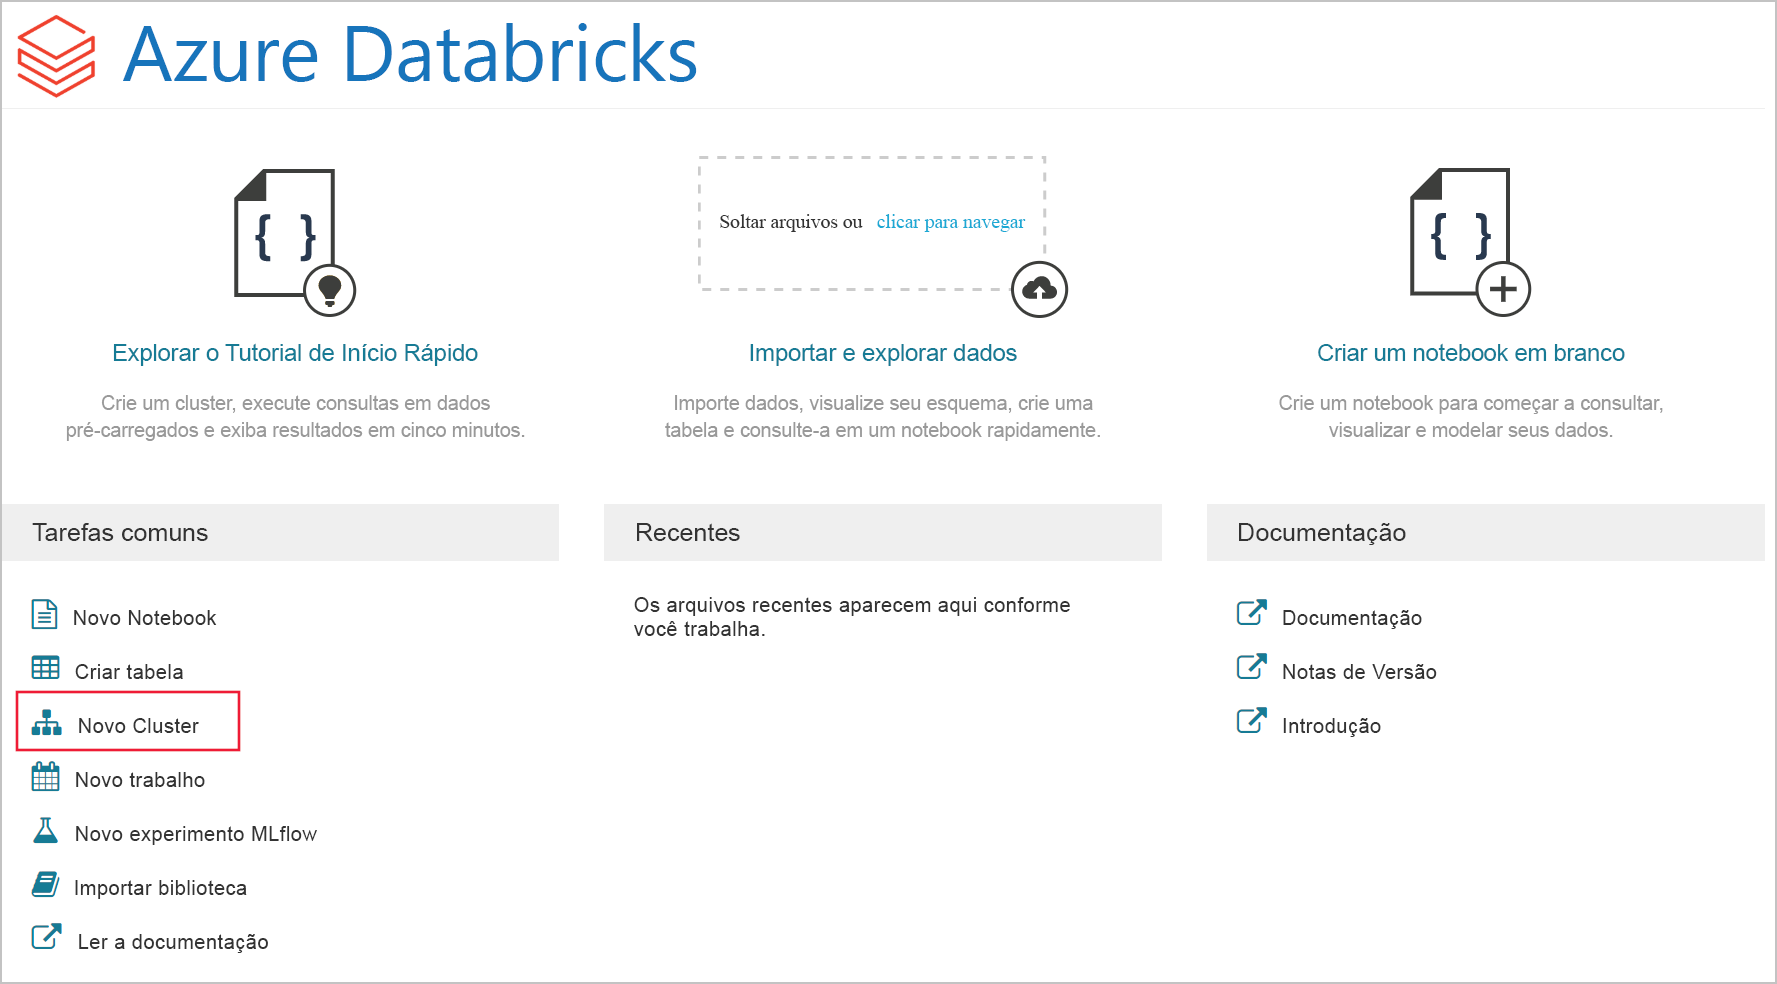 Azure Databricks
{ }
Soltar arquivos ou clicar para navegar
{ }
Explorar o Tutorial de Início Rápido
Crie um cluster, execute consultas em dados
pré-carregados e exiba resultados em cinco minutos.
Importar e explorar dados
Importe dados, visualize seu esquema, crie uma
tabela e consulte-a em um notebook rapidamente.
Criar um notebook em branco
Crie um notebook para começar a consultar,
visualizar e modelar seus dados.
Tarefas comuns
Novo Notebook
Criar tabela
Novo Cluster
Novo trabalho
Novo experimento MLflow
Importar biblioteca
Ler a documentação
Recentes
Os arquivos recentes aparecem aqui conforme
você trabalha.
Documentação
Documentação
Notas de Versão
Introdução